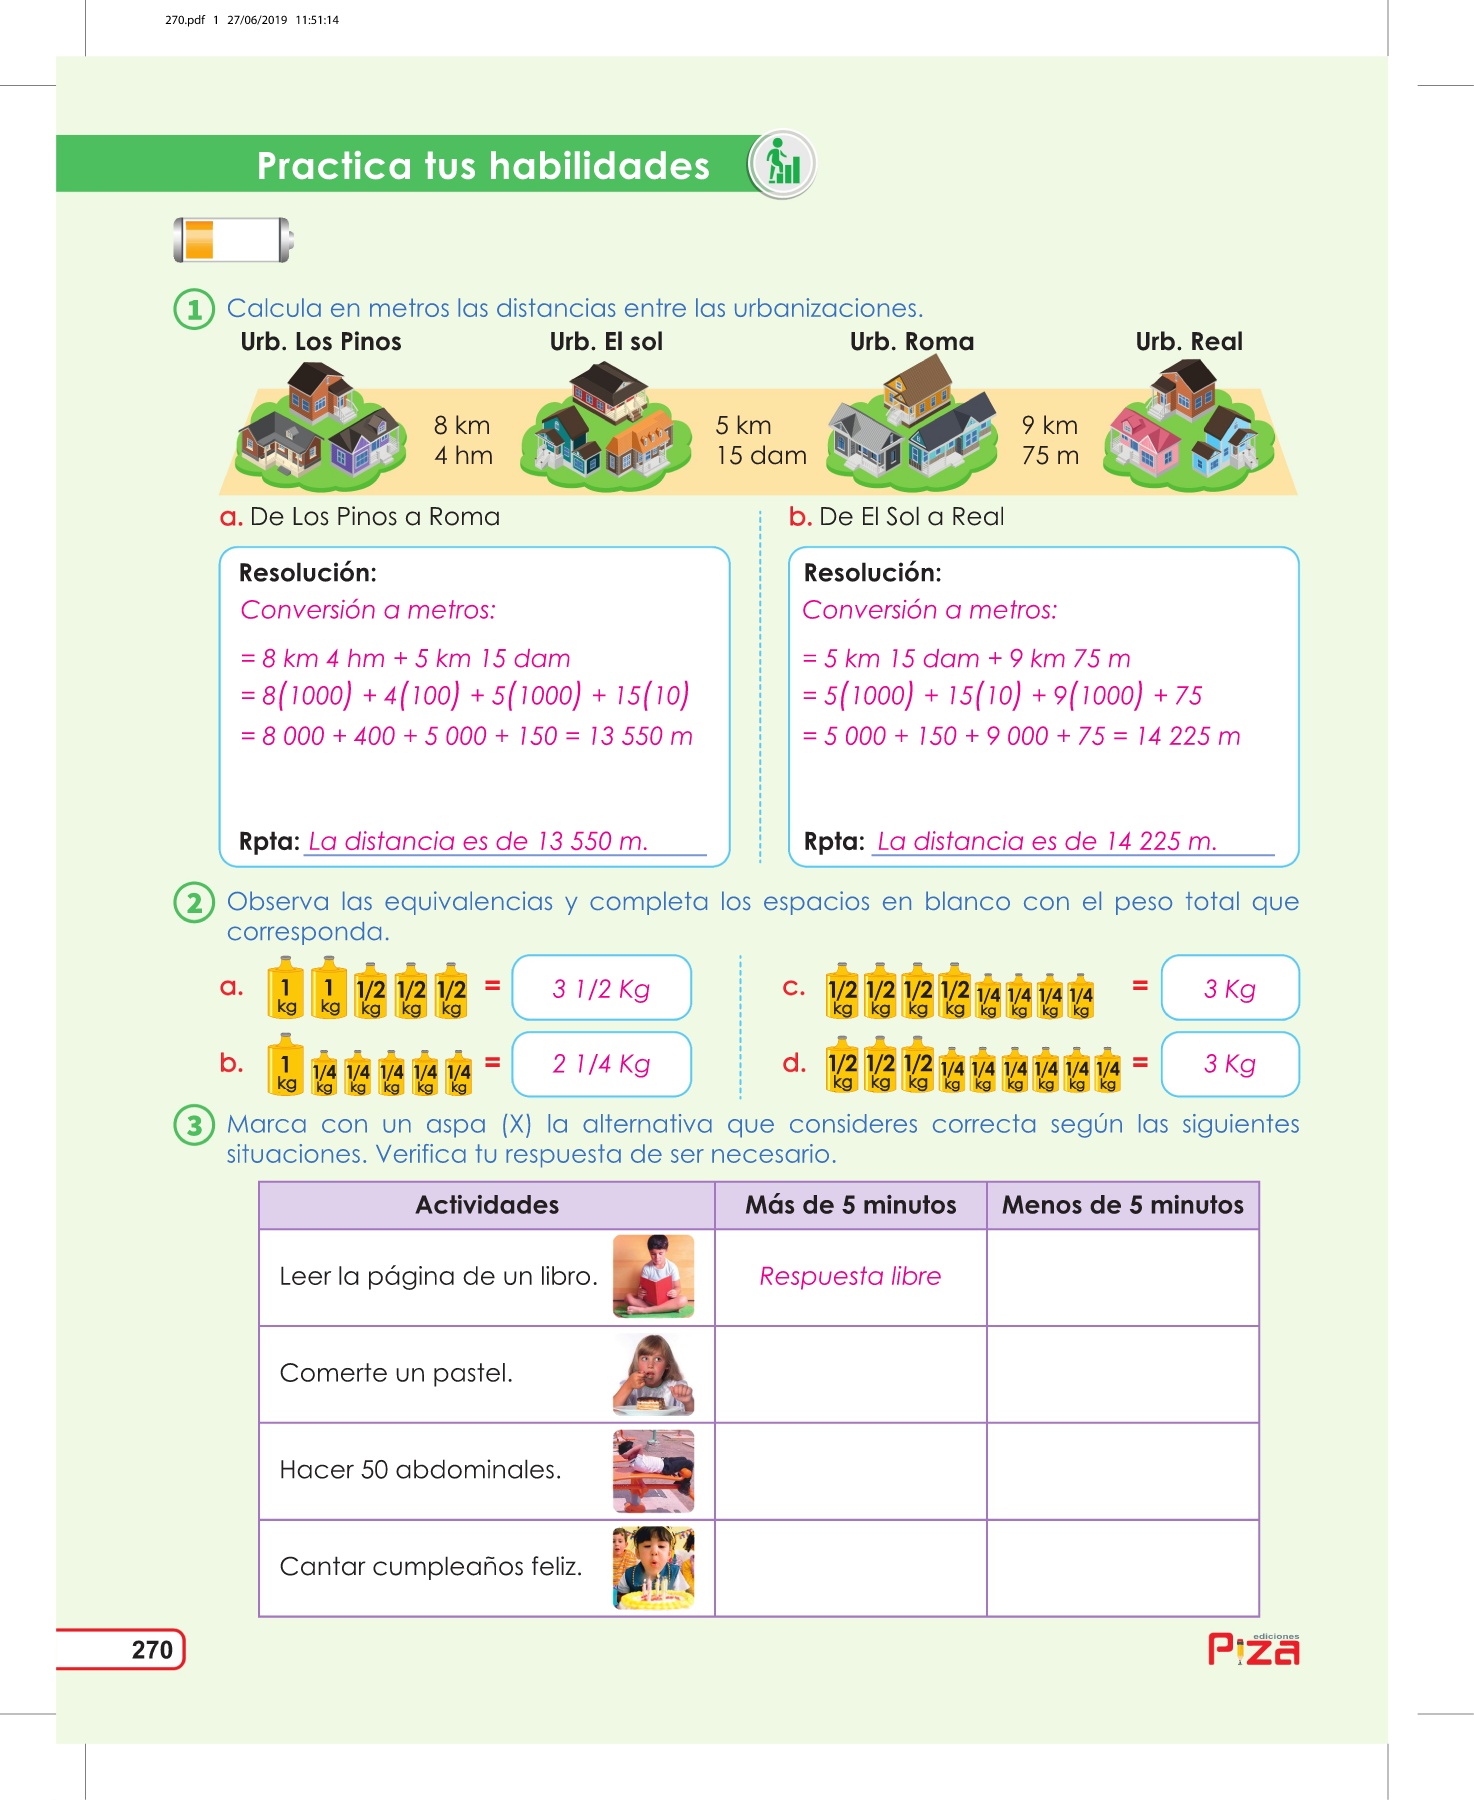 270.pdf 1 27/06/2019 11:51:14
Practica tus habilidades
1 Calcula en metros las distancias entre las urbanizaciones.
Urb. Los Pinos Urb. El sol Urb. Roma Urb. Real
8 km 5 km 9 km
4 hm 15 dam 75 m
a. De Los Pinos a Roma
Resolución:
Conversión a metros:
= 8 km 4 hm + 5 km 15 dam
= 8(1000) + 4(100) + 5(1000) + 15(10)
= 8 000 + 400 + 5 000 + 150 = 13 550 m
Rpta: La distancia es de 13 550 m.
b. De El Sol a Real
Resolución:
Conversión a metros:
= 5 km 15 dam + 9 km 75 m
= 5(1000) + 15(10) + 9(1000) + 75
= 5 000 + 150 + 9 000 + 75 = 14 225 m
Rpta: La distancia es de 14 225 m.
2 Observa las equivalencias y completa los espacios en blanco con el peso total que
corresponda.
a. 1 kg 1 kg 1/2 kg 1/2 kg 1/2 kg = 3 1/2 Kg
b. 1 kg 1/4 kg 1/4 kg 1/4 kg 1/4 kg 1/4 kg = 2 1/4 Kg
c. 1/2 kg 1/2 kg 1/2 kg 1/2 kg 1/4 kg 1/4 kg 1/4 kg 1/4 kg = 3 Kg
d. 1/2 kg 1/2 kg 1/2 kg 1/4 kg 1/4 kg 1/4 kg 1/4 kg 1/4 kg 1/4 kg = 3 Kg
3 Marca con un aspa (X) la alternativa que consideres correcta según las siguientes
situaciones. Verifica tu respuesta de ser necesario.
Actividades Más de 5 minutos Menos de 5 minutos
Leer la página de un libro. Respuesta libre
Comerte un pastel.
Hacer 50 abdominales.
Cantar cumpleaños feliz.
270
ediciones
Piza